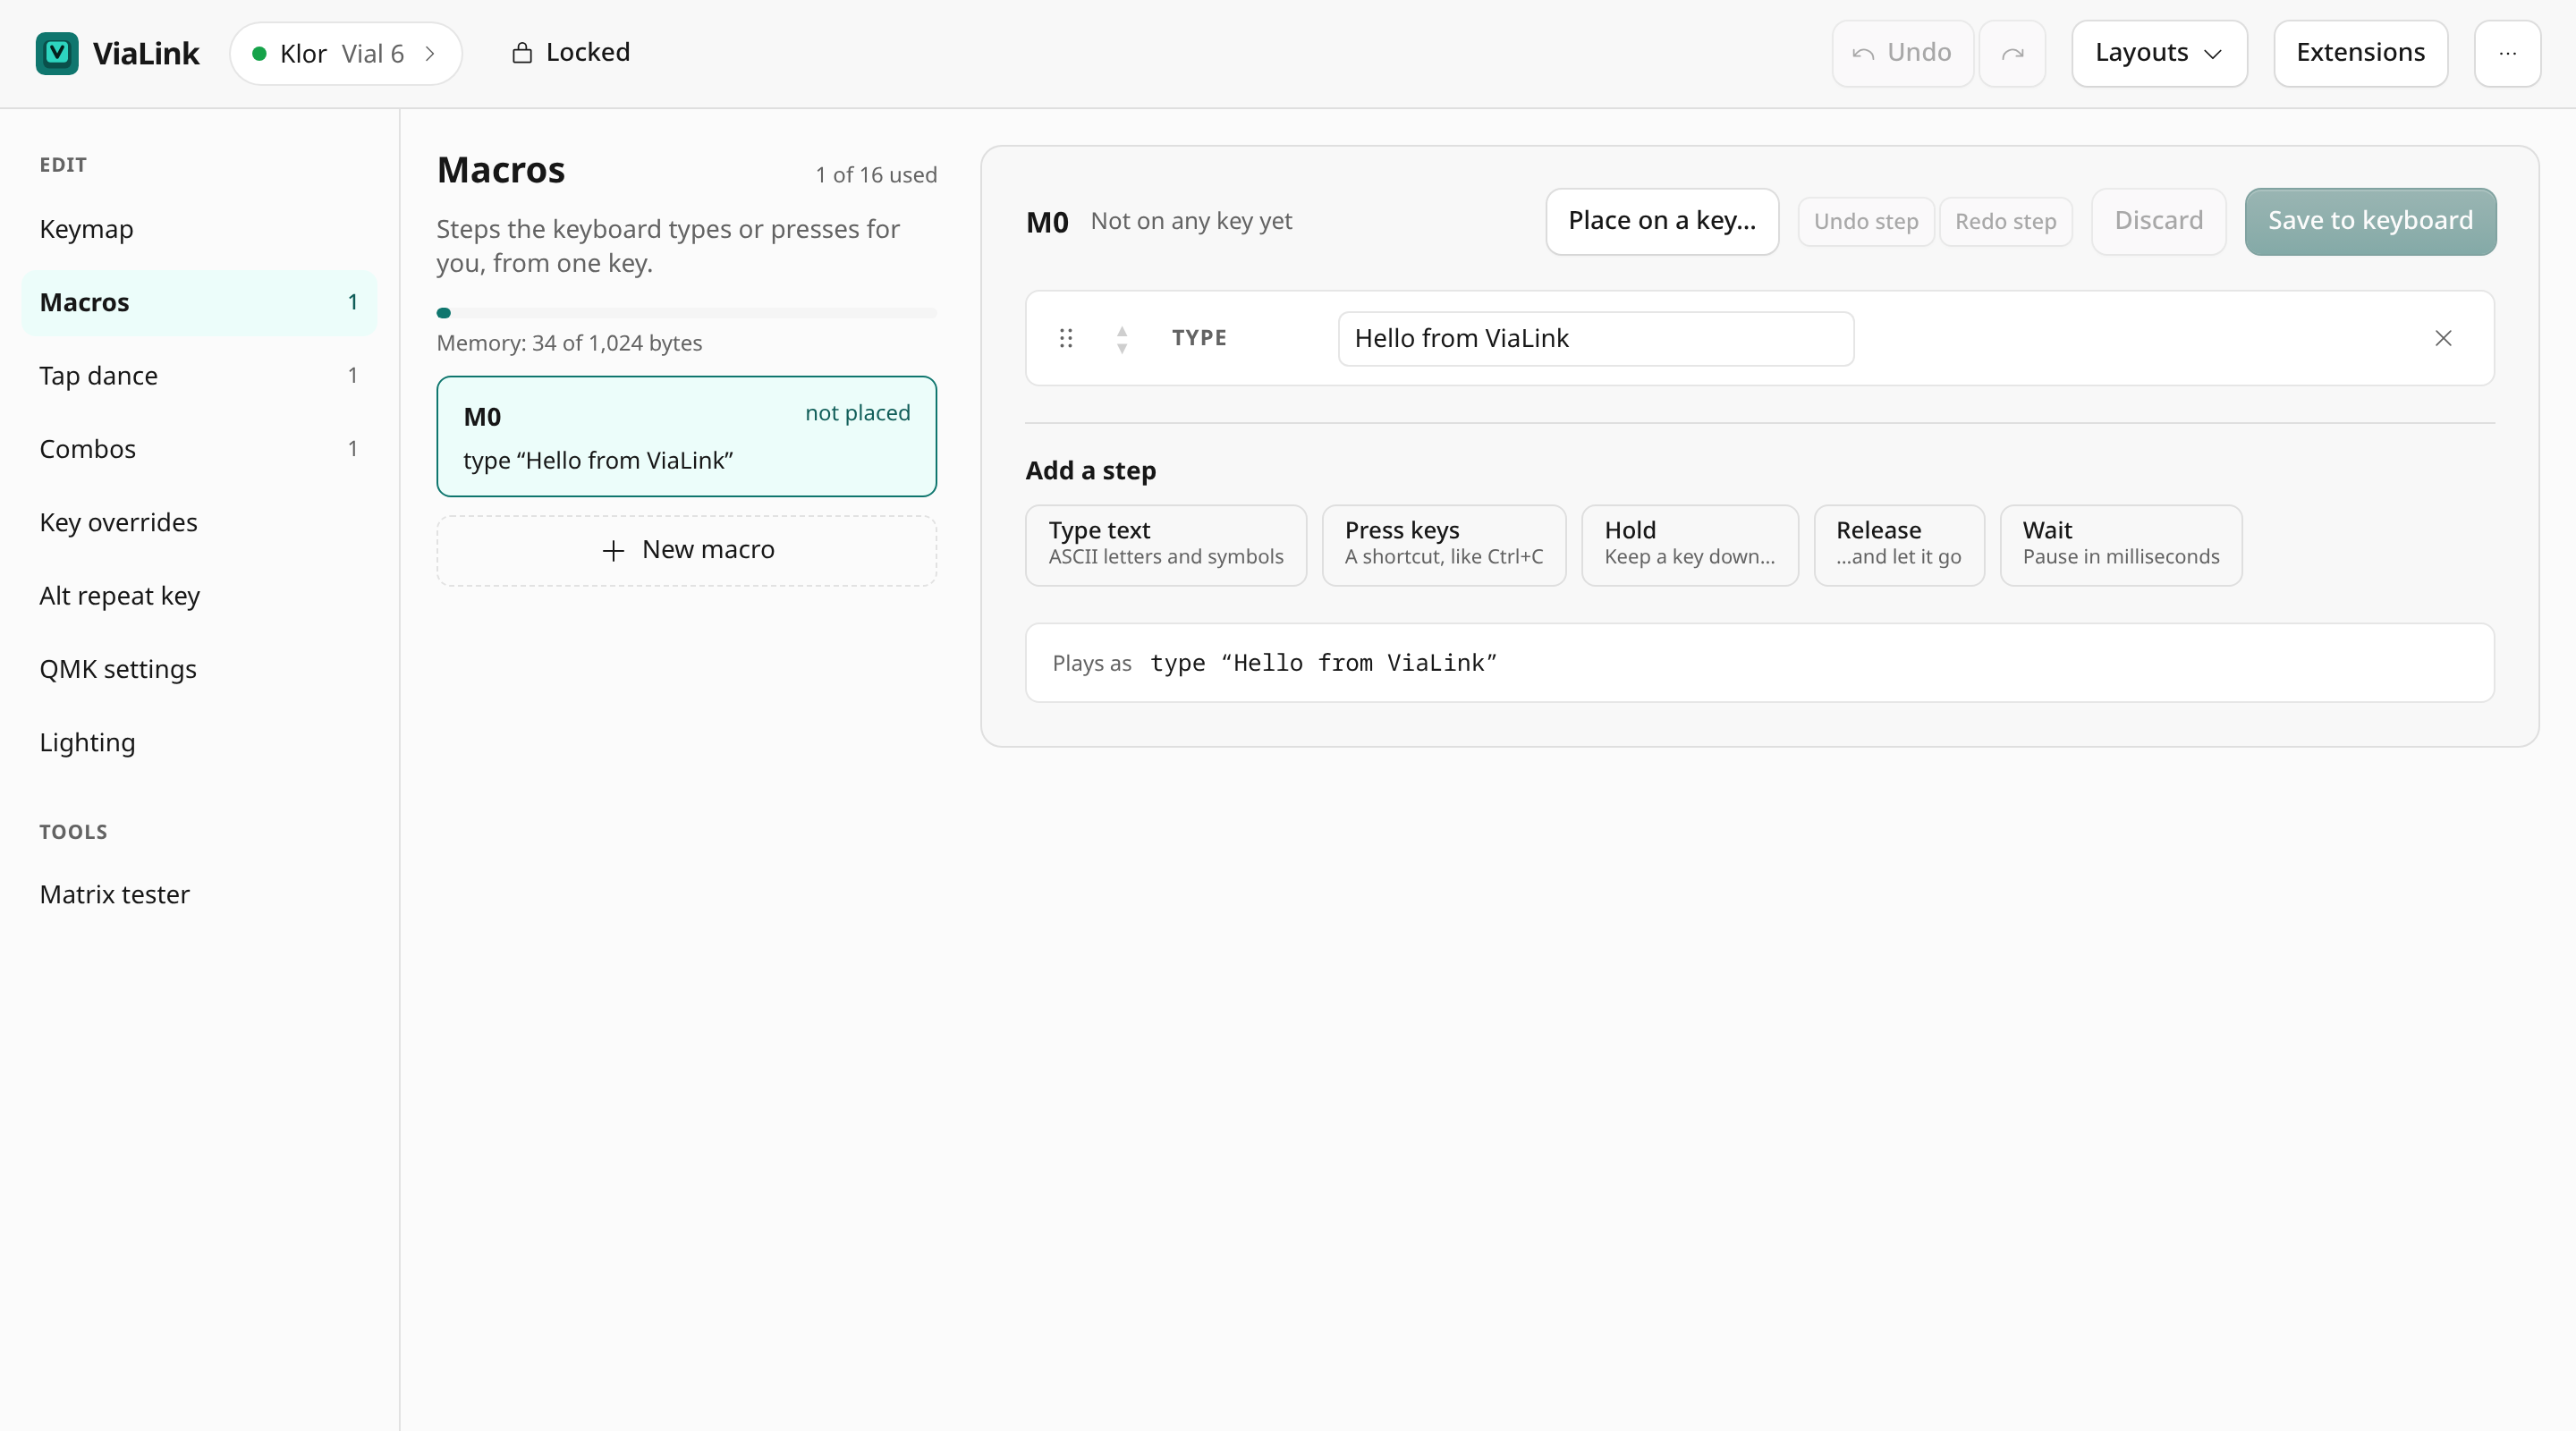 ViaLink
Klor Vial 6
Locked
Undo
Layouts
Extensions
...
EDIT
Keymap
Macros 1
Tap dance 1
Combos 1
Key overrides
Alt repeat key
QMK settings
Lighting
TOOLS
Matrix tester
Macros 1 of 16 used
Steps the keyboard types or presses for
you, from one key.
Memory: 34 of 1,024 bytes
M0 not placed
type “Hello from ViaLink”
New macro
M0 Not on any key yet
Place on a key...
Undo step
Redo step
Discard
Save to keyboard
TYPE Hello from ViaLink
Add a step
Type text
ASCII letters and symbols
Press keys
A shortcut, like Ctrl+C
Hold
Keep a key down...
Release
...and let it go
Wait
Pause in milliseconds
Plays as type “Hello from ViaLink”